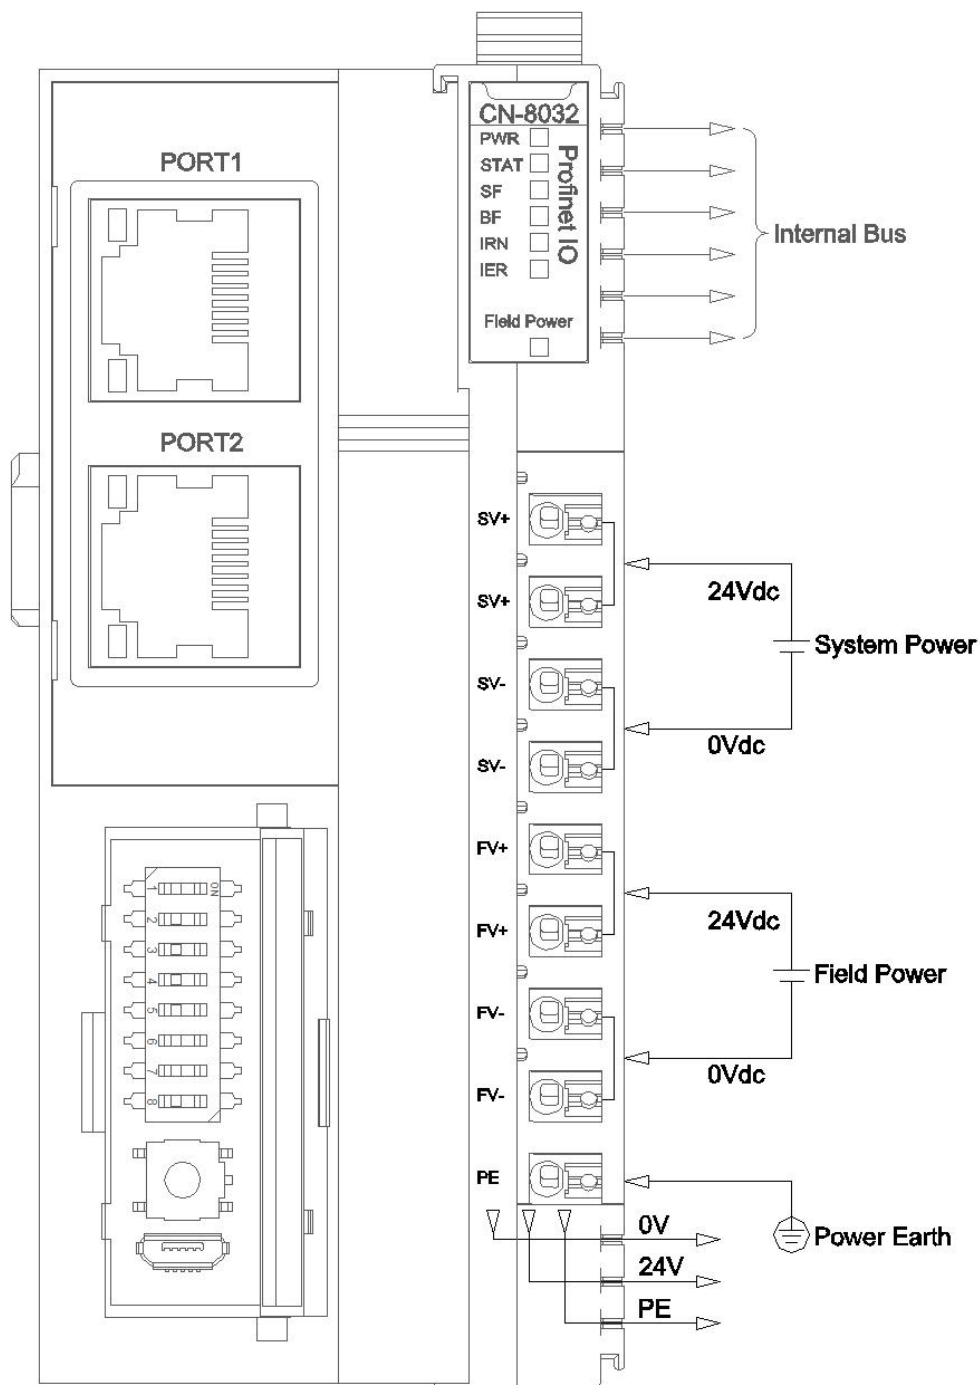 CN-8032
PWR
STAT
SF
BF
IRN
IER
Profinet IO
Field Power
PORT1
Internal Bus
PORT2
SV+
24Vdc
SV+
System Power
SV-
0Vdc
SV-
FV+
24Vdc
FV+
Field Power
FV-
0Vdc
FV-
ON
1
2
3
4
5
6
7
8
PE
Power Earth
0V
24V
PE